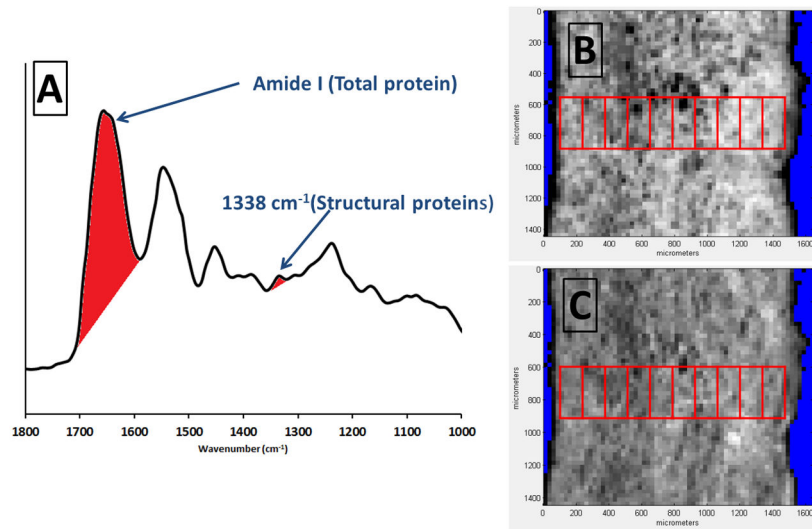 A
Amide I (Total protein)
1338 cm-1(Structural proteins)
1800 1700 1600 1500 1400 1300 1200 1100 1000
Wavenumber (cm-1)
B
0
200
400
600
800
1000
1200
1400
micrometers
0 200 400 600 800 1000 1200 1400 1600
micrometers
C
0
200
400
600
800
1000
1200
1400
micrometers
0 200 400 600 800 1000 1200 1400 1600
micrometers